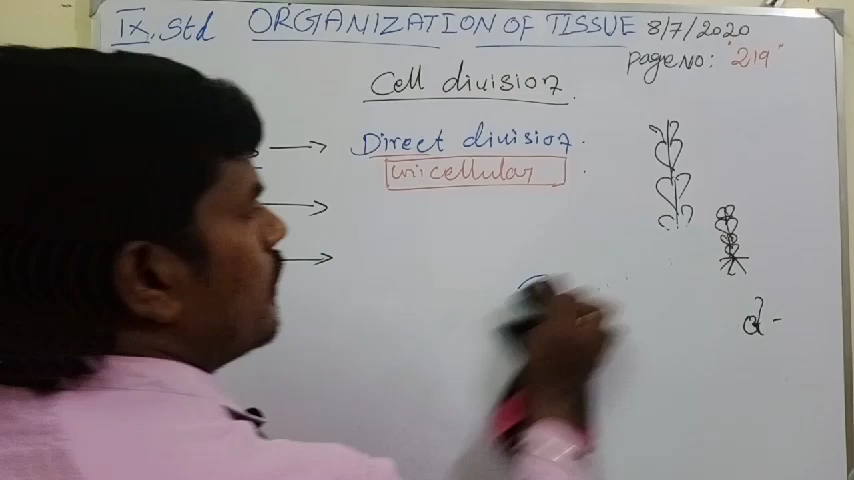 IX. Std ORGANIZATION OF TISSUE 8/7/2020
page NO: "219"
Cell division
Direct division.
unicellular
d -